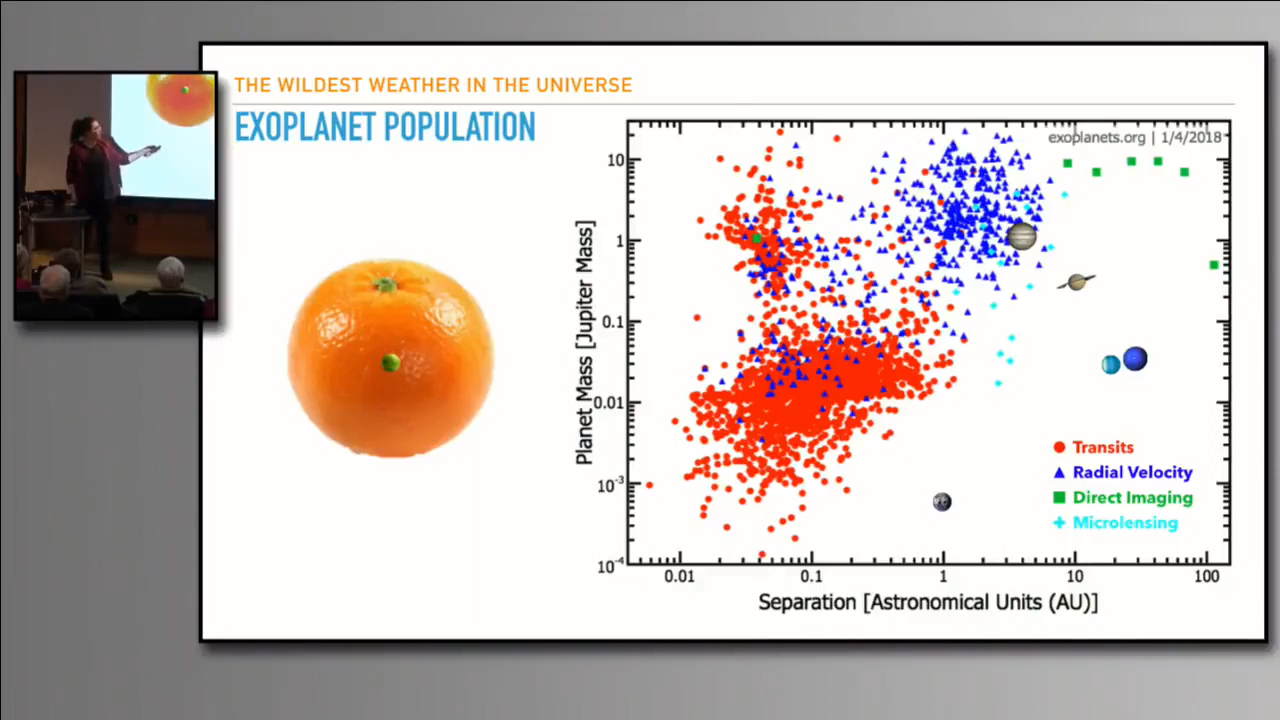 THE WILDEST WEATHER IN THE UNIVERSE
EXOPLANET POPULATION
exoplanets.org | 1/4/2018
Planet Mass [Jupiter Mass]
10
1
0.1
0.01
10⁻³
10⁻⁴
Transits
Radial Velocity
Direct Imaging
Microlensing
0.01 0.1 1 10 100
Separation [Astronomical Units (AU)]